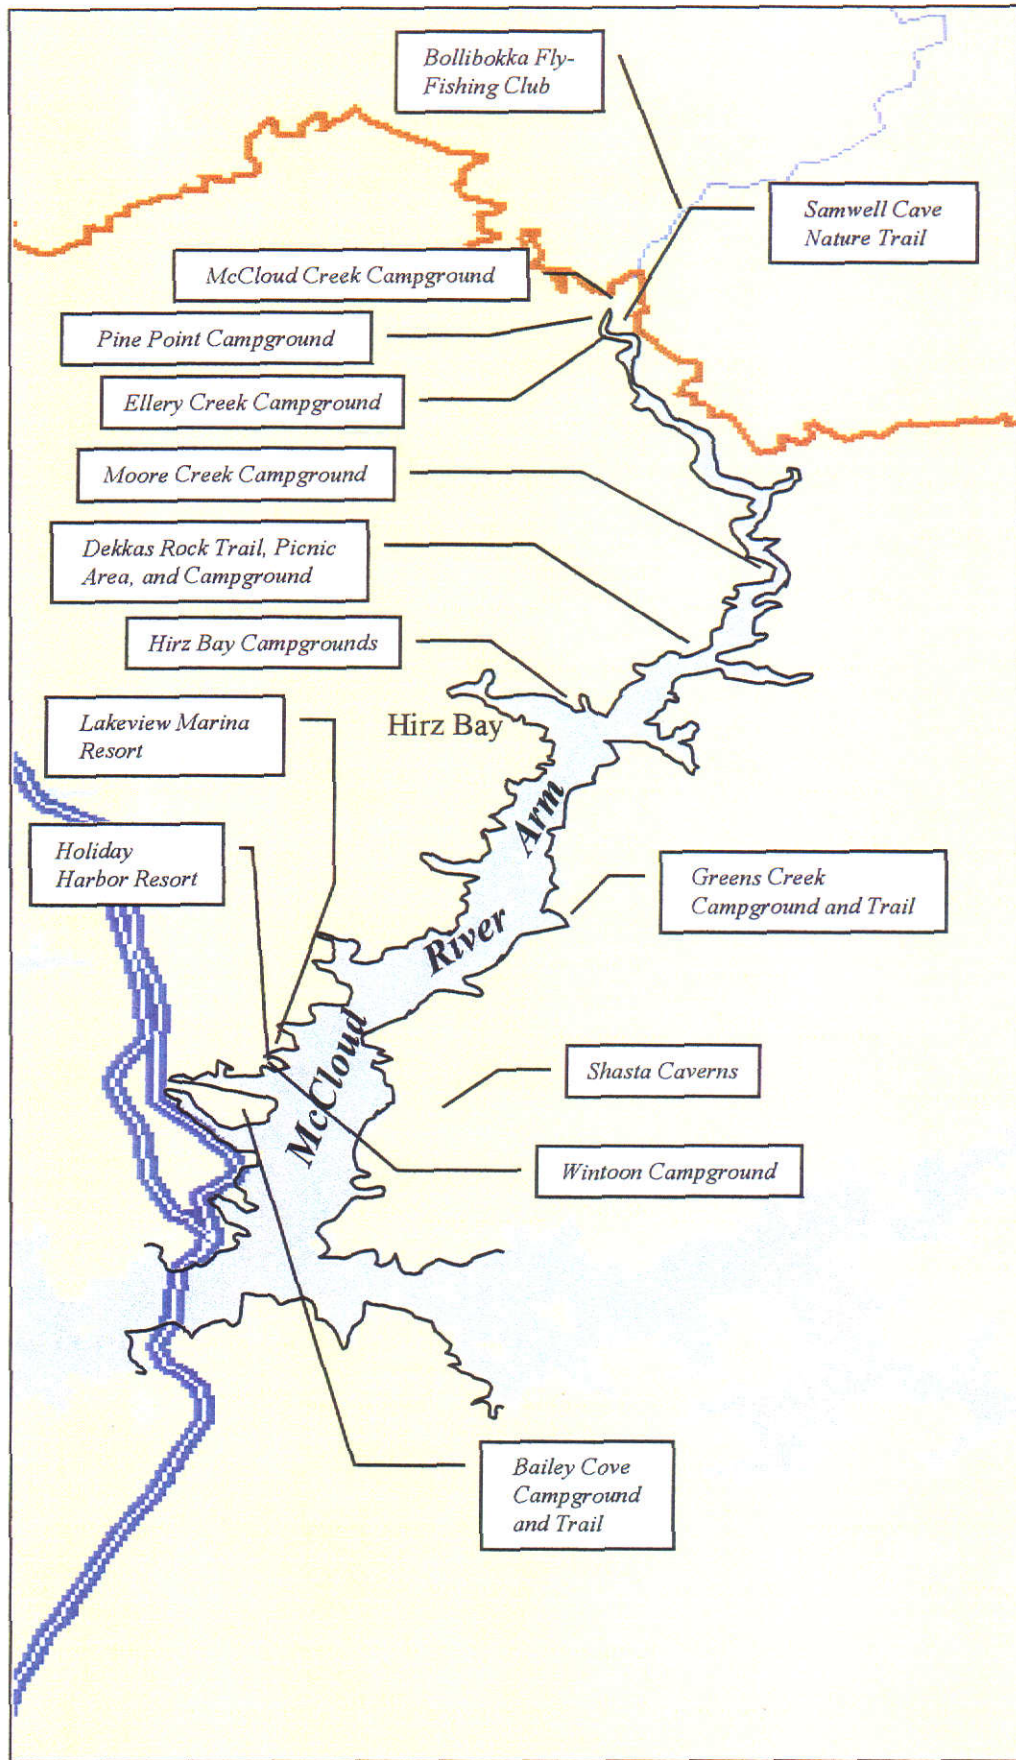 Bollibokka Fly-
Fishing Club
Samwell Cave
Nature Trail
McCloud Creek Campground
Pine Point Campground
Ellery Creek Campground
Moore Creek Campground
Dekkas Rock Trail, Picnic
Area, and Campground
Hirz Bay Campgrounds
Lakeview Marina
Resort
Hirz Bay
Holiday
Harbor Resort
Greens Creek
Campground and Trail
McCloud River Arm
Shasta Caverns
Wintoon Campground
Bailey Cove
Campground
and Trail